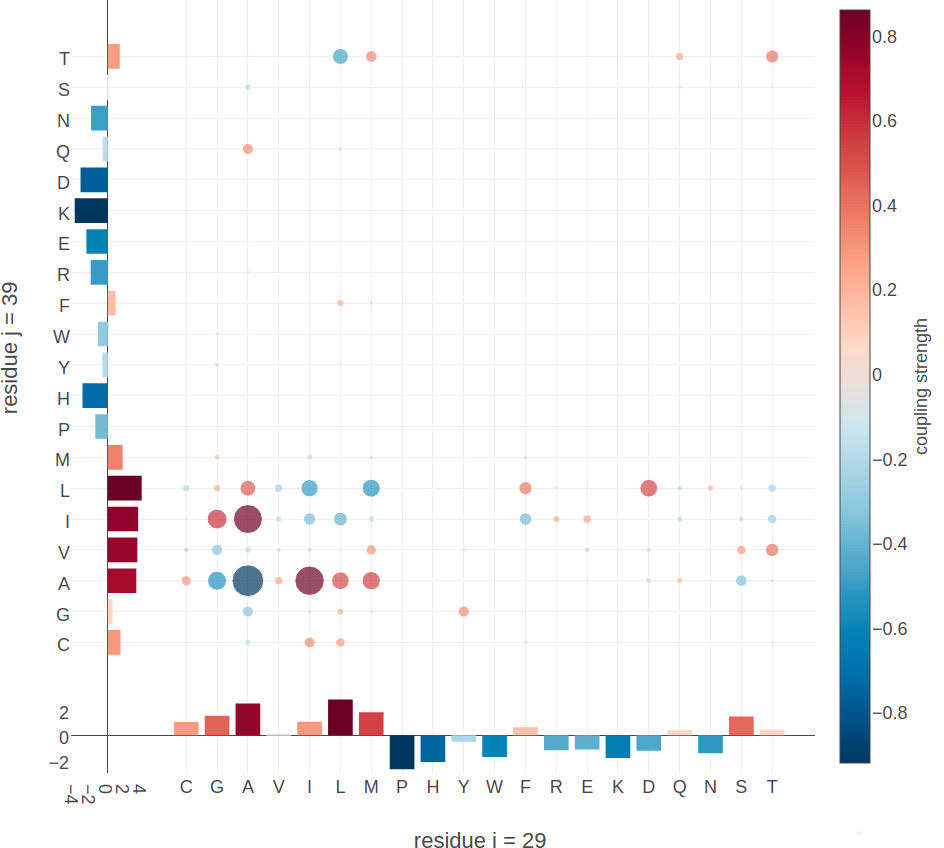 T
S
N
Q
D
K
E
R
F
W
Y
H
P
M
L
I
V
A
G
C
residue j = 39
2
0
−2
−4
−2
0
2
4
C G A V I L M P H Y W F R E K D Q N S T
residue i = 29
0.8
0.6
0.4
0.2
0
−0.2
−0.4
−0.6
−0.8
coupling strength